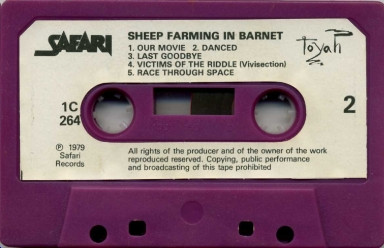 SAFARI
SHEEP FARMING IN BARNET
Toyah
1. OUR MOVIE 2. DANCED
3. LAST GOODBYE
4. VICTIMS OF THE RIDDLE (Vivisection)
5. RACE THROUGH SPACE
1C
264
2
℗ 1979
Safari
Records
All rights of the producer and of the owner of the work
reproduced reserved. Copying, public performance
and broadcasting of this tape prohibited